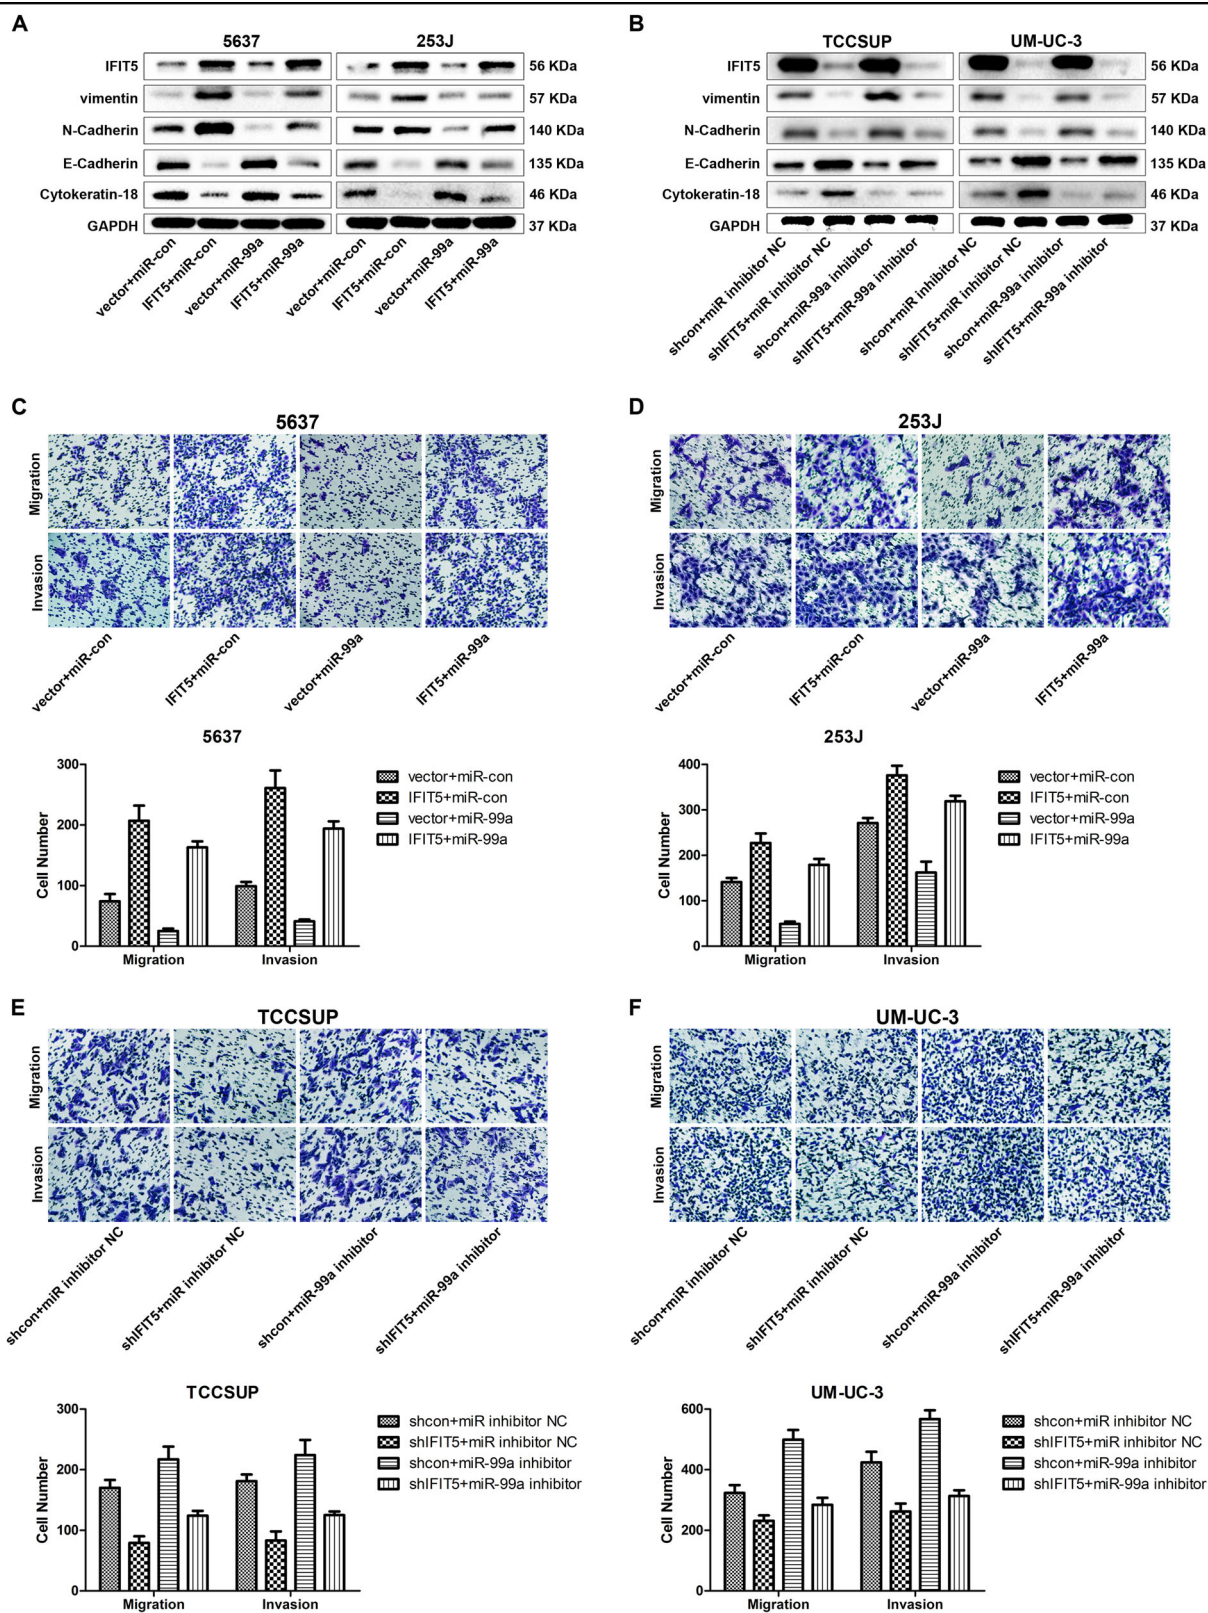 A
5637
253J
IFIT5
56 KDa
vimentin
57 KDa
N-Cadherin
140 KDa
E-Cadherin
135 KDa
Cytokeratin-18
46 KDa
GAPDH
37 KDa
vector+miR-con
IFIT5+miR-con
vector+miR-99a
IFIT5+miR-99a
vector+miR-con
IFIT5+miR-con
vector+miR-99a
IFIT5+miR-99a
B
TCCSUP
UM-UC-3
IFIT5
56 KDa
vimentin
57 KDa
N-Cadherin
140 KDa
E-Cadherin
135 KDa
Cytokeratin-18
46 KDa
GAPDH
37 KDa
shcon+miR inhibitor NC
shIFIT5+miR inhibitor NC
shcon+miR-99a inhibitor
shIFIT5+miR-99a inhibitor
shcon+miR inhibitor NC
shIFIT5+miR inhibitor NC
shcon+miR-99a inhibitor
shIFIT5+miR-99a inhibitor
C
5637
Migration
Invasion
vector+miR-con
IFIT5+miR-con
vector+miR-99a
IFIT5+miR-99a
5637
Cell Number
300
200
100
0
Migration
Invasion
vector+miR-con
IFIT5+miR-con
vector+miR-99a
IFIT5+miR-99a
D
253J
Migration
Invasion
vector+miR-con
IFIT5+miR-con
vector+miR-99a
IFIT5+miR-99a
253J
Cell Number
400
300
200
100
0
Migration
Invasion
vector+miR-con
IFIT5+miR-con
vector+miR-99a
IFIT5+miR-99a
E
TCCSUP
Migration
Invasion
shcon+miR inhibitor NC
shIFIT5+miR inhibitor NC
shcon+miR-99a inhibitor
shIFIT5+miR-99a inhibitor
TCCSUP
Cell Number
300
200
100
0
Migration
Invasion
shcon+miR inhibitor NC
shIFIT5+miR inhibitor NC
shcon+miR-99a inhibitor
shIFIT5+miR-99a inhibitor
F
UM-UC-3
Migration
Invasion
shcon+miR inhibitor NC
shIFIT5+miR inhibitor NC
shcon+miR-99a inhibitor
shIFIT5+miR-99a inhibitor
UM-UC-3
Cell Number
600
400
200
0
Migration
Invasion
shcon+miR inhibitor NC
shIFIT5+miR inhibitor NC
shcon+miR-99a inhibitor
shIFIT5+miR-99a inhibitor